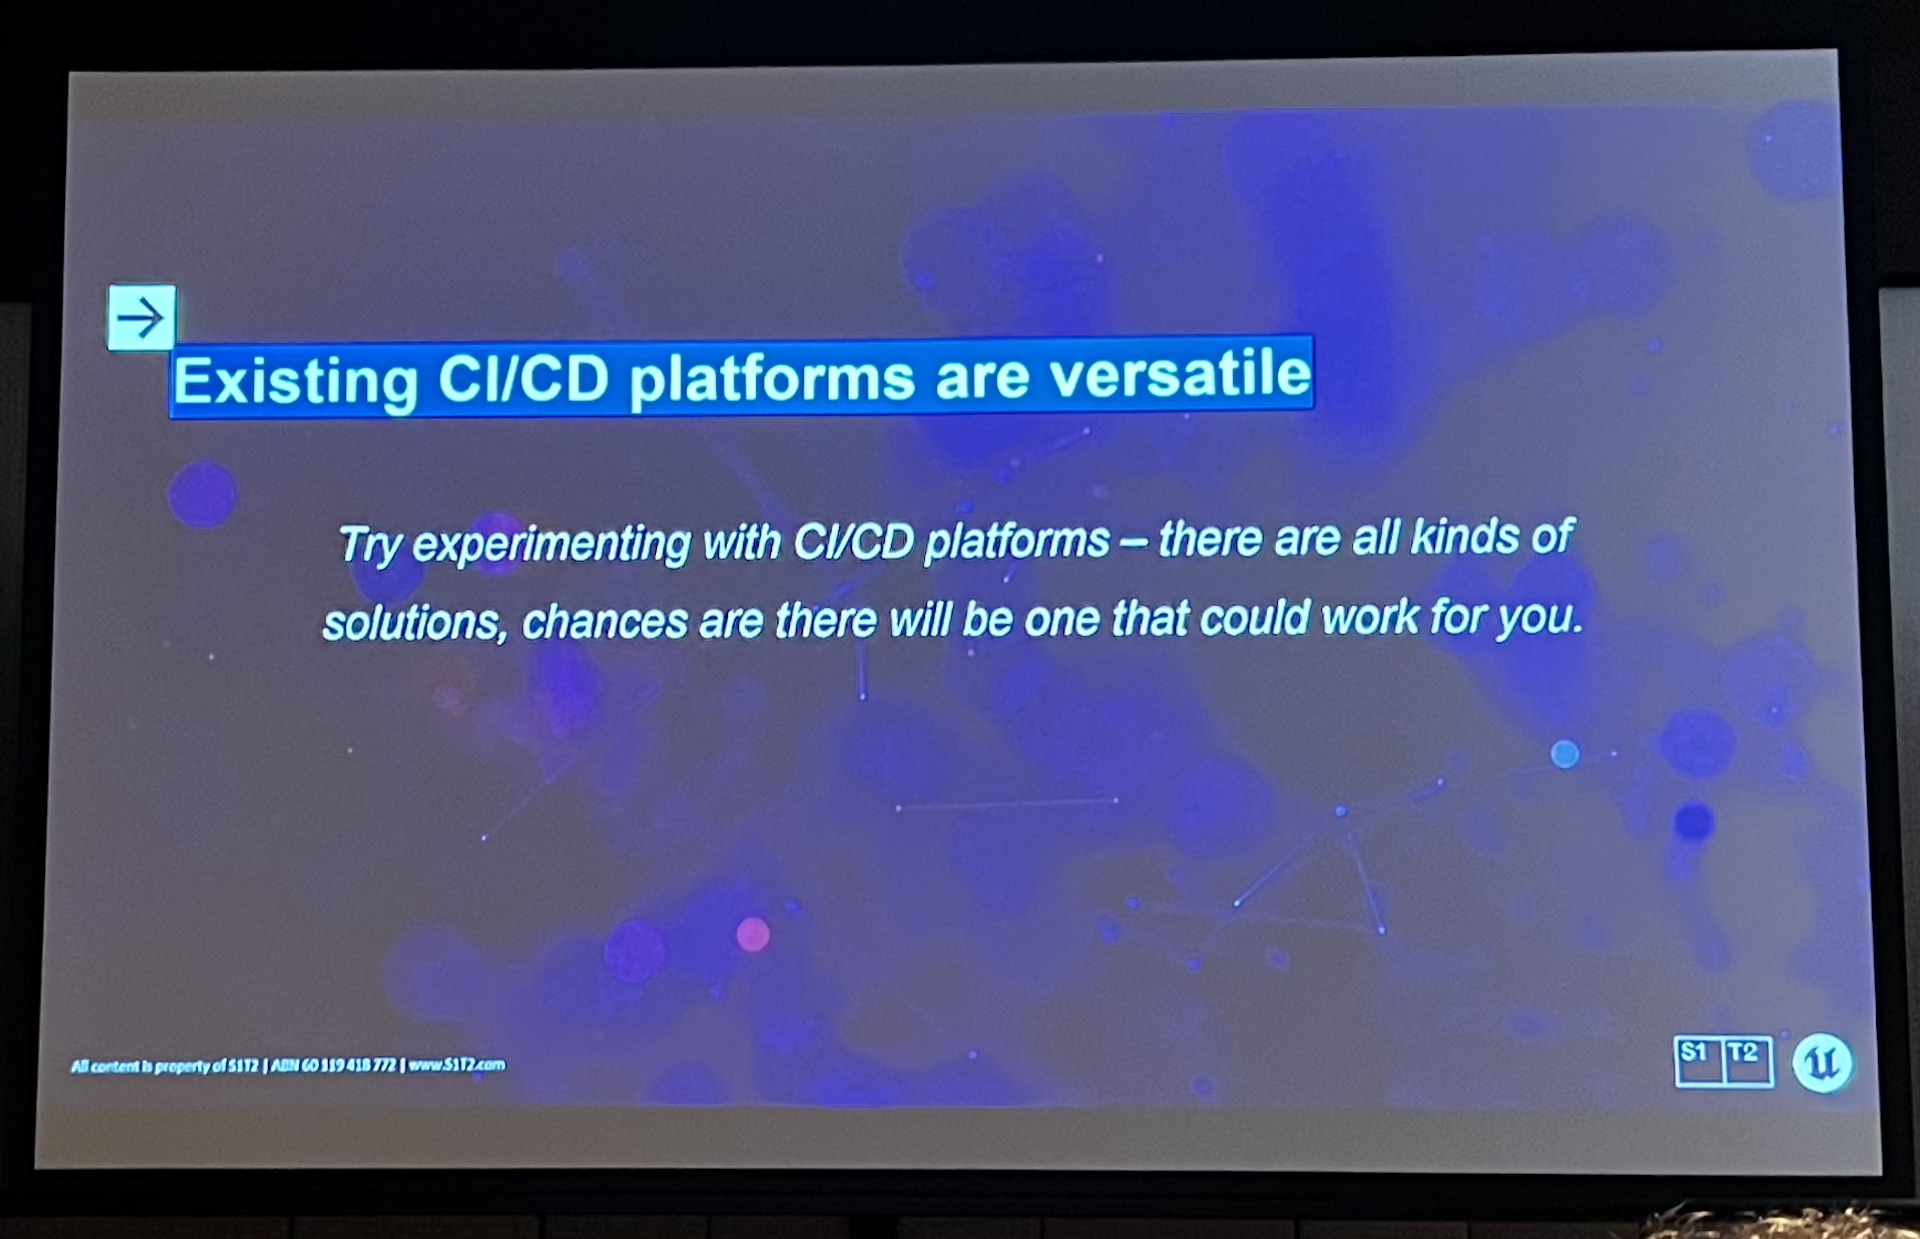 →
Existing CI/CD platforms are versatile
Try experimenting with CI/CD platforms – there are all kinds of
solutions, chances are there will be one that could work for you.
All content is property of S1T2 | ABN 60 119 418 772 | www.S1T2.com
S1 T2